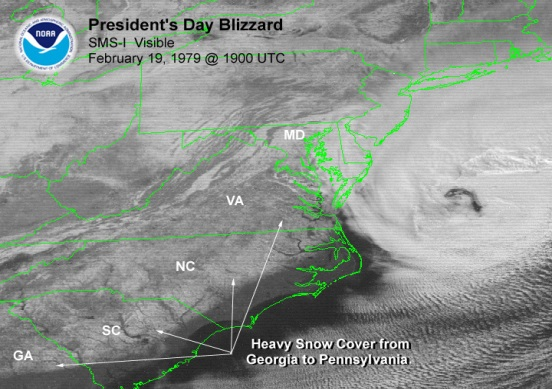 President's Day Blizzard
SMS-I Visible
February 19, 1979 @ 1900 UTC
NOAA
MD
VA
NC
SC
GA
Heavy Snow Cover from
Georgia to Pennsylvania